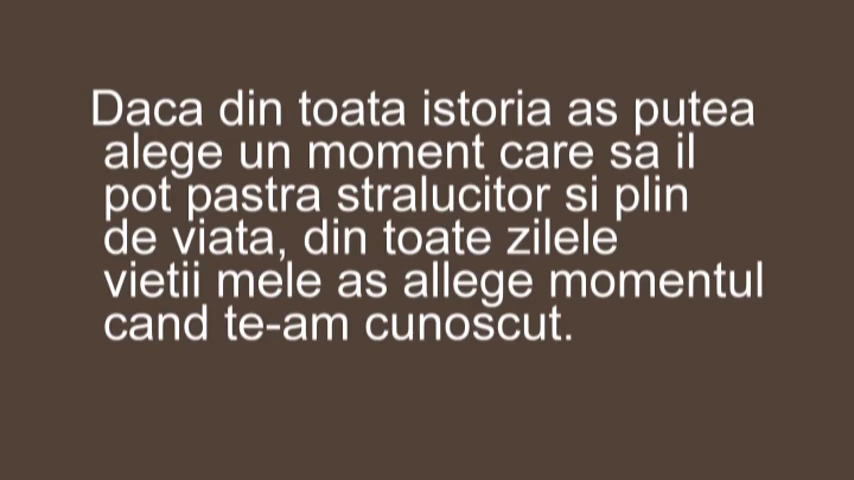 Daca din toata istoria as putea
alege un moment care sa il
pot pastra stralucitor si plin
de viata, din toate zilele
vietii mele as allege momentul
cand te-am cunoscut.